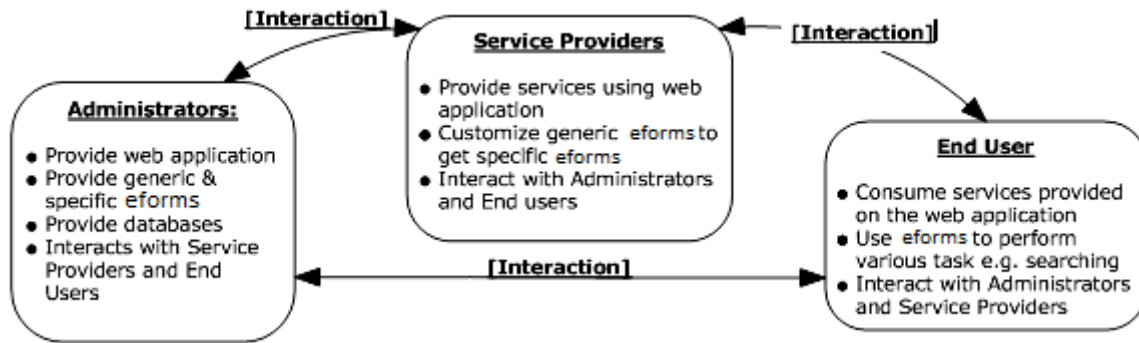 [Interaction]
Service Providers
● Provide services using web
application
● Customize generic eforms to
get specific eforms
● Interact with Administrators
and End users
[Interaction]
Administrators:
● Provide web application
● Provide generic &
specific eforms
● Provide databases
● Interacts with Service
Providers and End
Users
[Interaction]
End User
● Consume services provided
on the web application
● Use eforms to perform
various task e.g. searching
● Interact with Administrators
and Service Providers